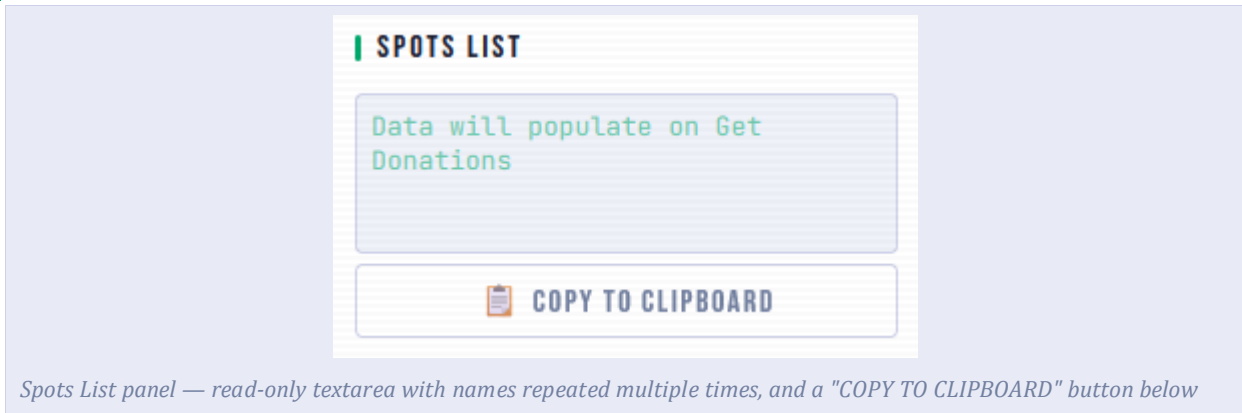 SPOTS LIST
Data will populate on Get
Donations
COPY TO CLIPBOARD
Spots List panel — read-only textarea with names repeated multiple times, and a "COPY TO CLIPBOARD" button below